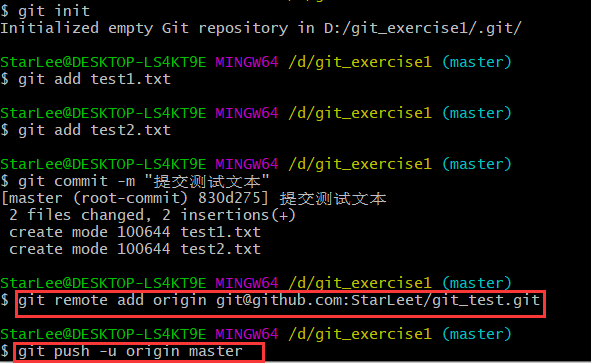 $ git init
Initialized empty Git repository in D:/git_exercise1/.git/
StarLee@DESKTOP-LS4KT9E MINGW64 /d/git_exercise1 (master)
$ git add test1.txt
StarLee@DESKTOP-LS4KT9E MINGW64 /d/git_exercise1 (master)
$ git add test2.txt
StarLee@DESKTOP-LS4KT9E MINGW64 /d/git_exercise1 (master)
$ git commit -m "提交测试文本"
[master (root-commit) 830d275] 提交测试文本
 2 files changed, 2 insertions(+)
 create mode 100644 test1.txt
 create mode 100644 test2.txt
StarLee@DESKTOP-LS4KT9E MINGW64 /d/git_exercise1 (master)
$ git remote add origin git@github.com:StarLeet/git_test.git
StarLee@DESKTOP-LS4KT9E MINGW64 /d/git_exercise1 (master)
$ git push -u origin master